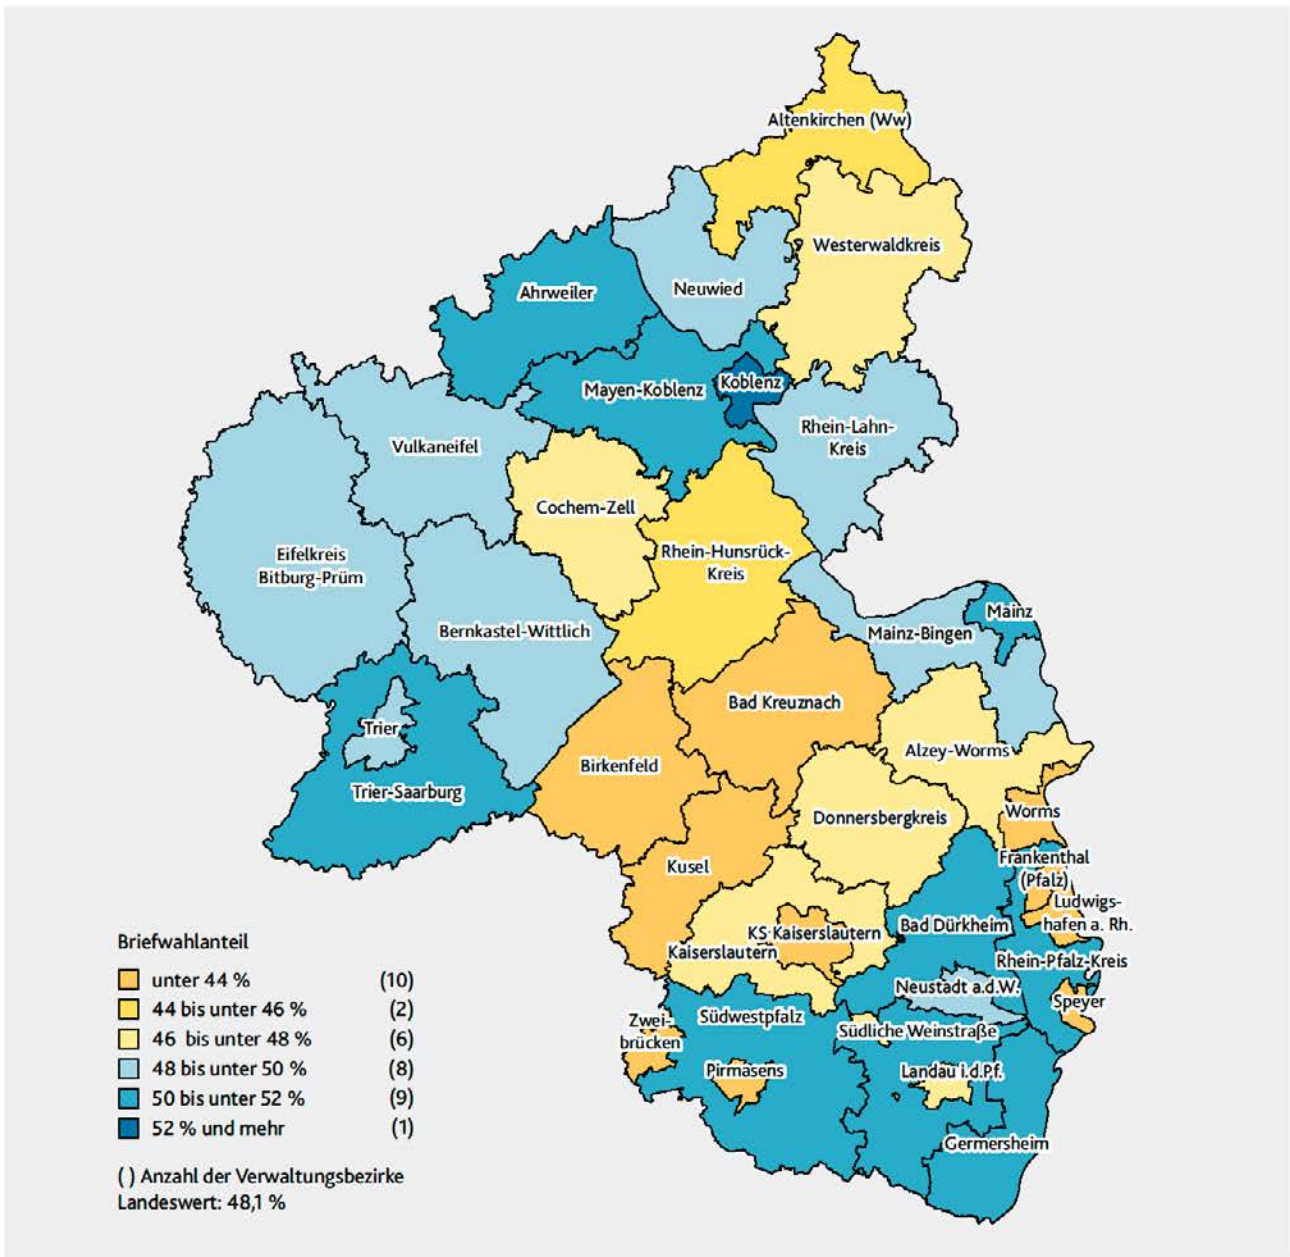 Altenkirchen (Ww)
Westerwaldkreis
Neuwied
Ahrweiler
Mayen-Koblenz
Koblenz
Rhein-Lahn-
Kreis
Vulkaneifel
Cochem-Zell
Eifelkreis
Bitburg-Prüm
Rhein-Hunsrück-
Kreis
Mainz
Mainz-Bingen
Bernkastel-Wittlich
Bad Kreuznach
Trier
Alzey-Worms
Birkenfeld
Trier-Saarburg
Donnersbergkreis
Worms
Kusel
Frankenthal
(Pfalz)
Ludwigs-
hafen a. Rh.
Bad Dürkheim
KS Kaiserslautern
Kaiserslautern
Rhein-Pfalz-Kreis
Neustadt a.d.W.
Speyer
Südwestpfalz
Zwei-
brücken
Südliche Weinstraße
Pirmasens
Landau i.d.Pf.
Germersheim
Briefwahlanteil
unter 44 % (10)
44 bis unter 46 % (2)
46 bis unter 48 % (6)
48 bis unter 50 % (8)
50 bis unter 52 % (9)
52 % und mehr (1)
( ) Anzahl der Verwaltungsbezirke
Landeswert: 48,1 %